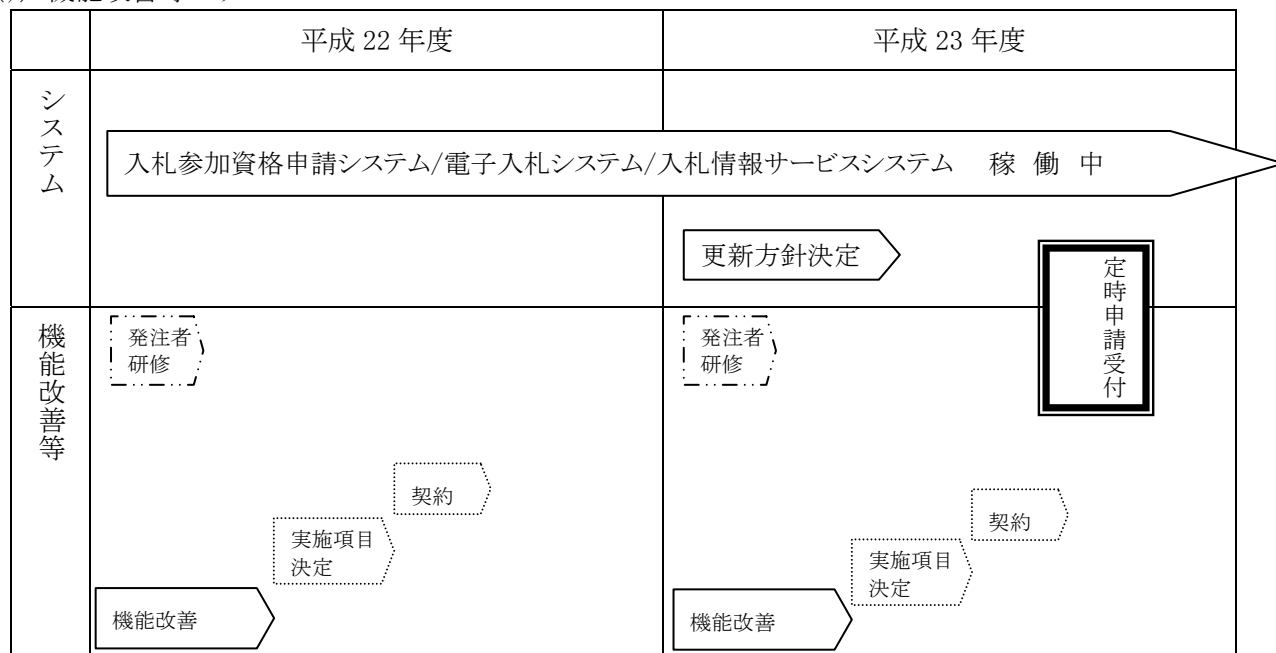 平成 22 年度
平成 23 年度
システム
入札参加資格申請システム/電子入札システム/入札情報サービスシステム 稼 働 中
更新方針決定
定時申請受付
機能改善等
発注者
研修
発注者
研修
契約
実施項目
決定
機能改善
契約
実施項目
決定
機能改善